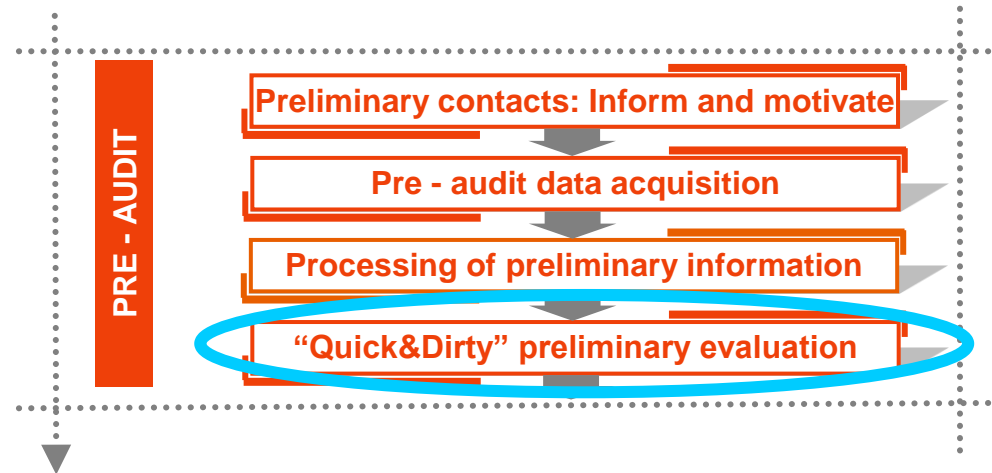 PRE - AUDIT
Preliminary contacts: Inform and motivate
Pre - audit data acquisition
Processing of preliminary information
“Quick&Dirty” preliminary evaluation